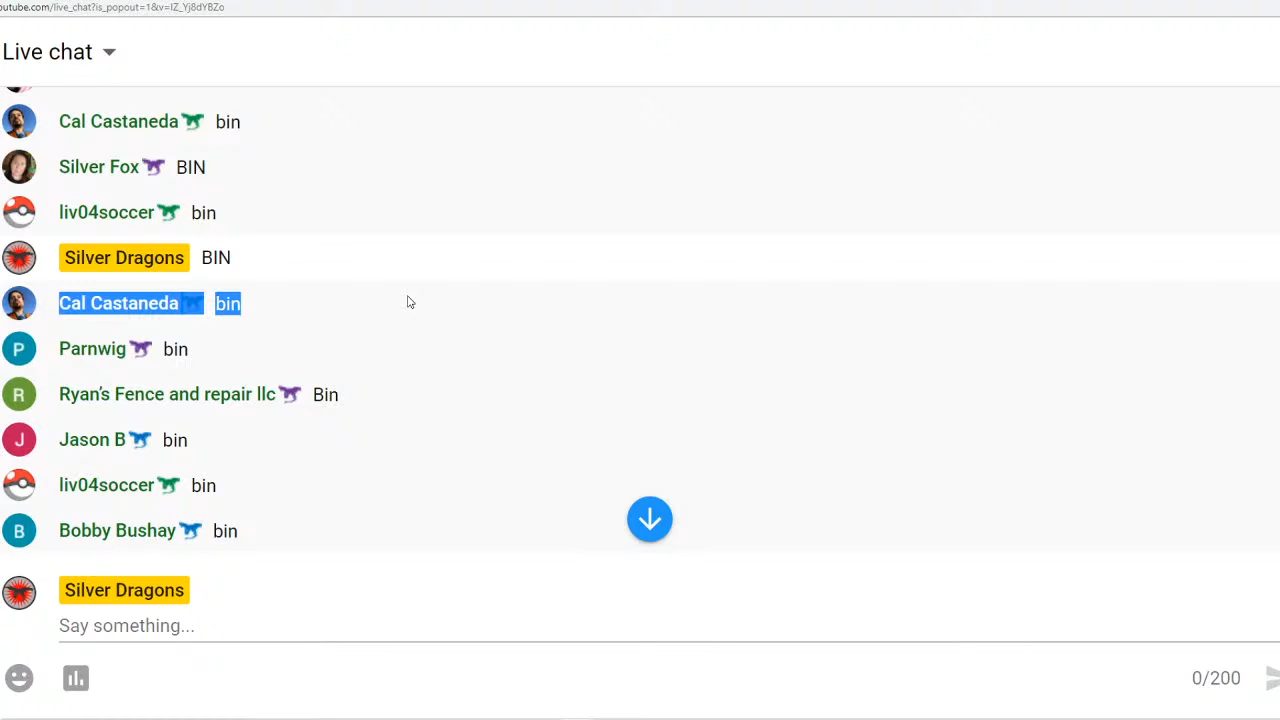 outube.com/live_chat?is_popout=1&v=IZ_Yj8dYBZo
Live chat
Cal Castaneda bin
Silver Fox BIN
liv04soccer bin
Silver Dragons BIN
Cal Castaneda bin
P Parnwig bin
R Ryan's Fence and repair llc Bin
J Jason B bin
liv04soccer bin
B Bobby Bushay bin
Silver Dragons
Say something...
0/200